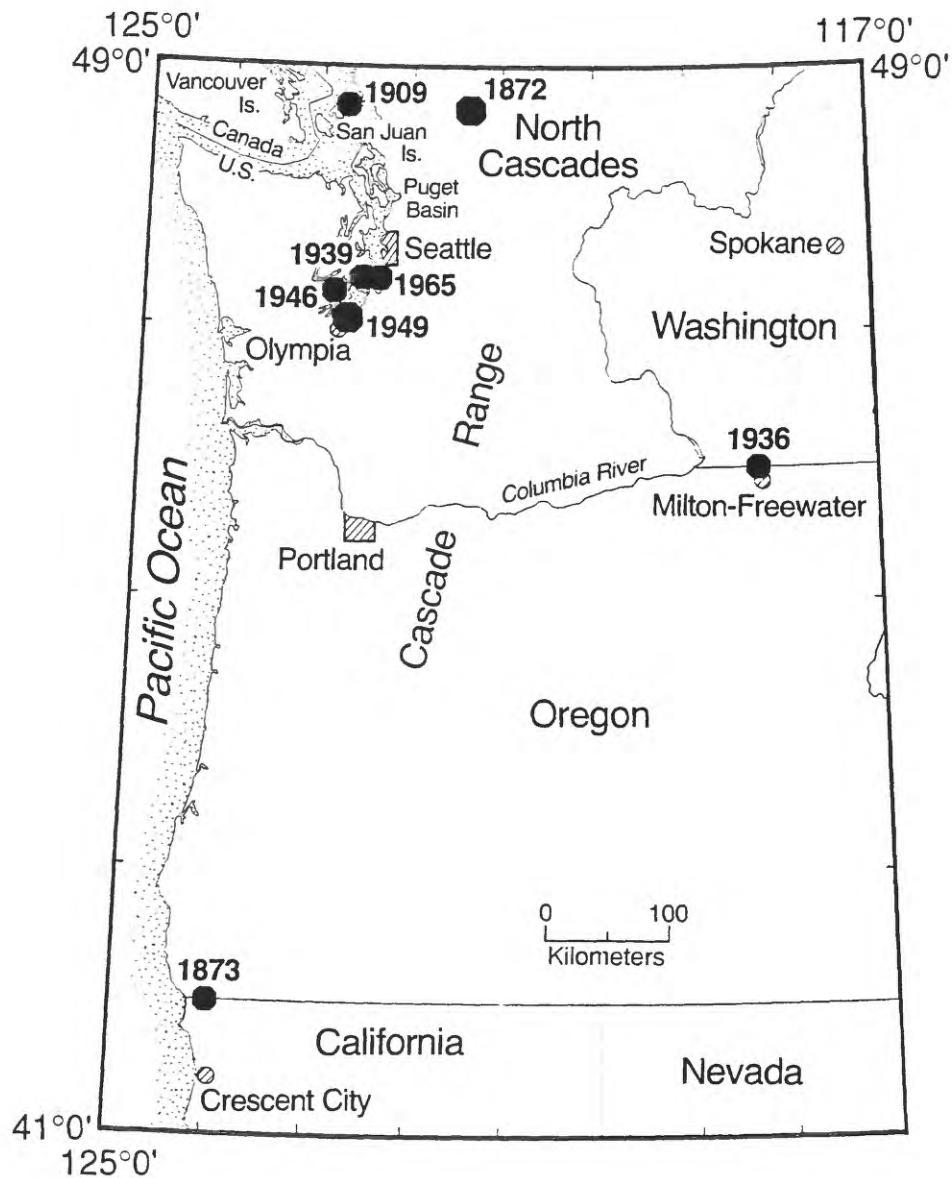 125°0'
117°0'
49°0'
49°0'
Vancouver
Is.
1909
1872
San Juan
Is.
North
Cascades
Canada
U.S.
Puget
Basin
Seattle
Spokane
1939
1965
1946
1949
Olympia
Washington
Range
1936
Columbia River
Milton-Freewater
Portland
Cascade
Pacific Ocean
Oregon
0 100
Kilometers
1873
California
Nevada
Crescent City
41°0'
125°0'